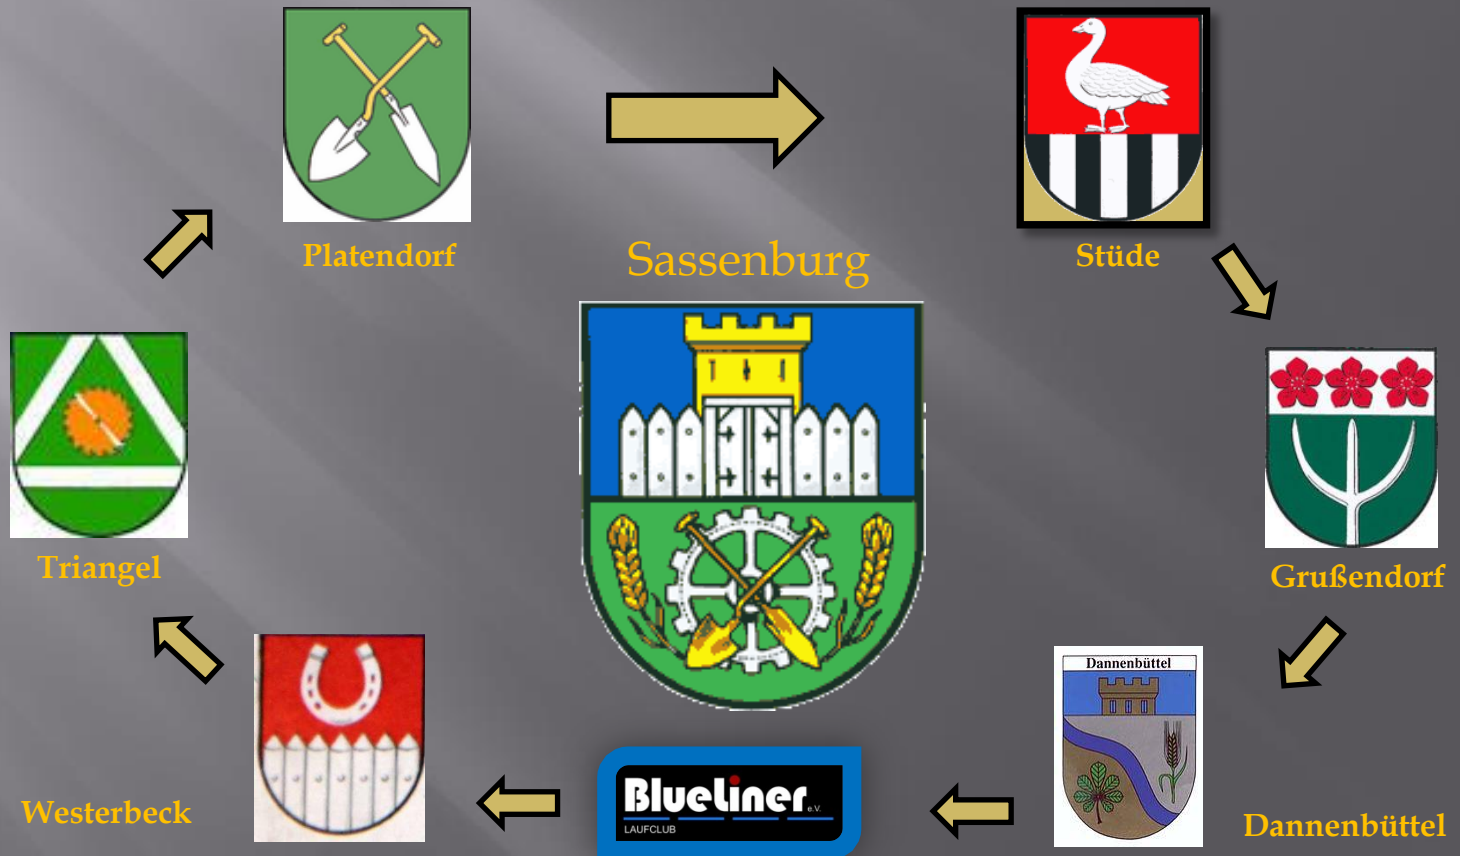 Platendorf
Sassenburg
Stüde
Triangel
Grußendorf
Dannenbüttel
BlueLiner e.V.
LAUFCLUB
Westerbeck
Dannenbüttel